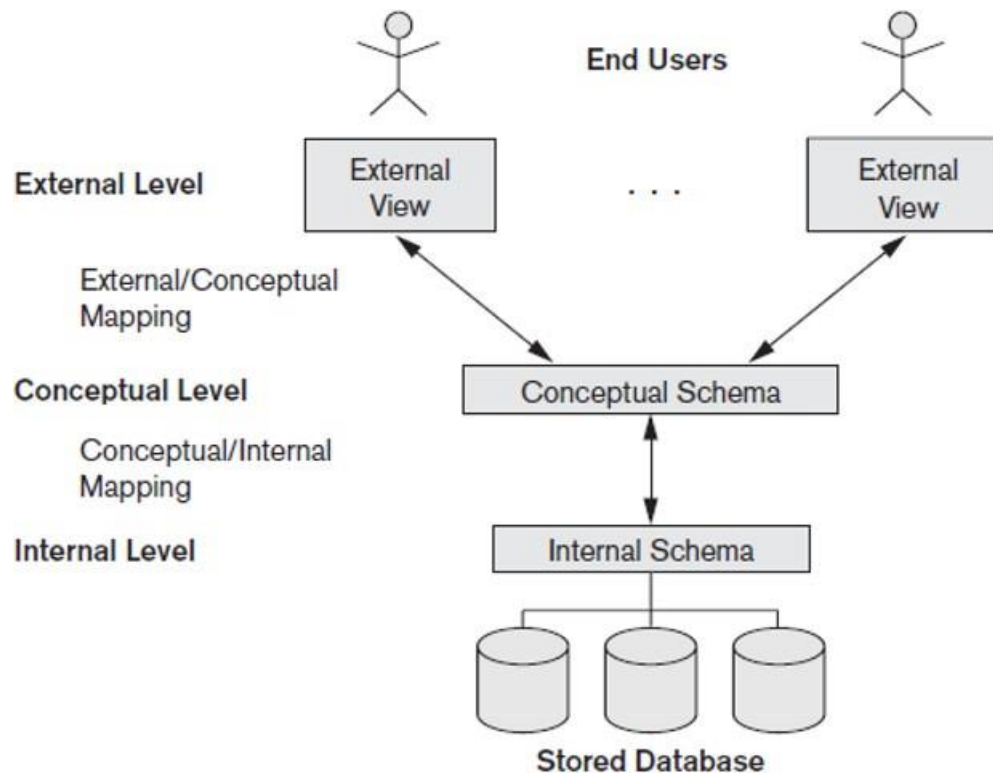 End Users
External Level
External
View
. . .
External
View
External/Conceptual
Mapping
Conceptual Level
Conceptual Schema
Conceptual/Internal
Mapping
Internal Level
Internal Schema
Stored Database